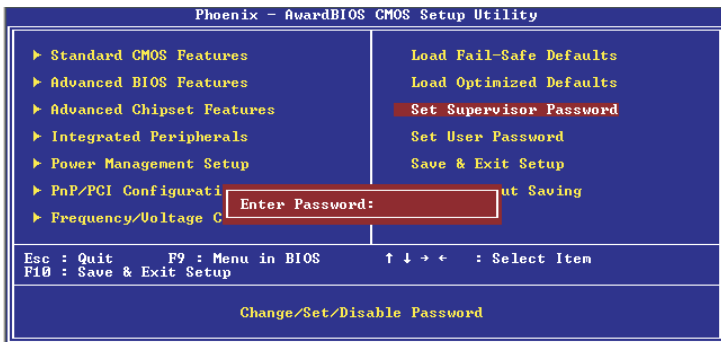 Phoenix - AwardBIOS CMOS Setup Utility
Standard CMOS Features
Advanced BIOS Features
Advanced Chipset Features
Integrated Peripherals
Power Management Setup
PnP/PCI Configurati
Frequency/Voltage C
Load Fail-Safe Defaults
Load Optimized Defaults
Set Supervisor Password
Set User Password
Save & Exit Setup
ut Saving
Enter Password:
Esc : Quit F9 : Menu in BIOS ↑ ↓ → ← : Select Item
F10 : Save & Exit Setup
Change/Set/Disable Password